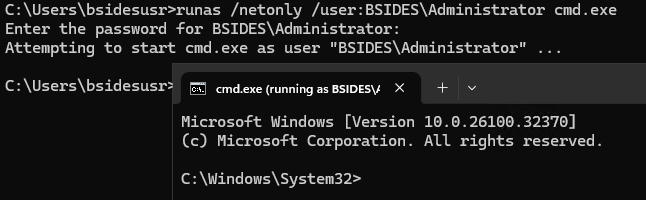 C:\Users\bsidesusr>runas /netonly /user:BSIDES\Administrator cmd.exe
Enter the password for BSIDES\Administrator:
Attempting to start cmd.exe as user "BSIDES\Administrator" ...
C:\Users\bsidesusr>
cmd.exe (running as BSIDES\
Microsoft Windows [Version 10.0.26100.32370]
(c) Microsoft Corporation. All rights reserved.
C:\Windows\System32>